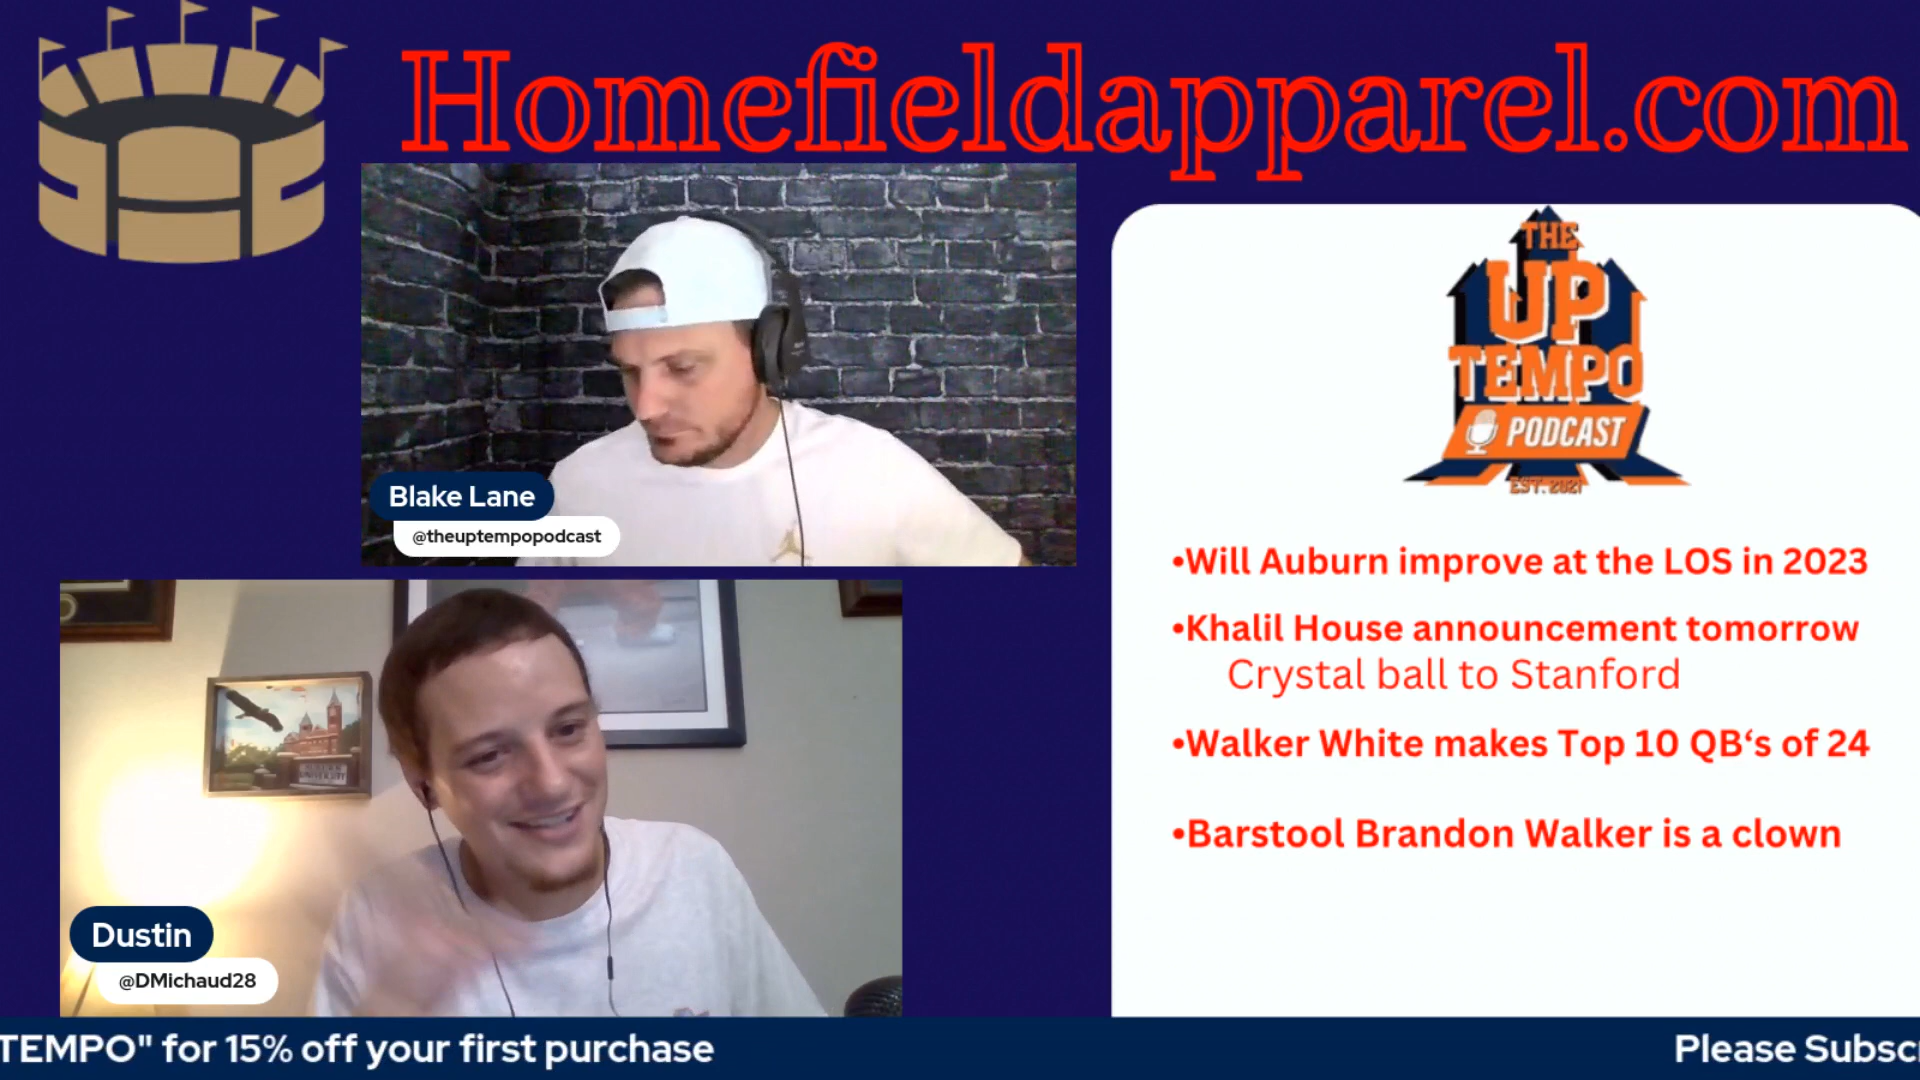 Homefieldapparel.com
THE
UP
TEMPO
PODCAST
EST. 2021
Blake Lane
@theuptempopodcast
•Will Auburn improve at the LOS in 2023
•Khalil House announcement tomorrow
Crystal ball to Stanford
•Walker White makes Top 10 QB‘s of 24
•Barstool Brandon Walker is a clown
Dustin
@DMichaud28
TEMPO" for 15% off your first purchase
Please Subsc